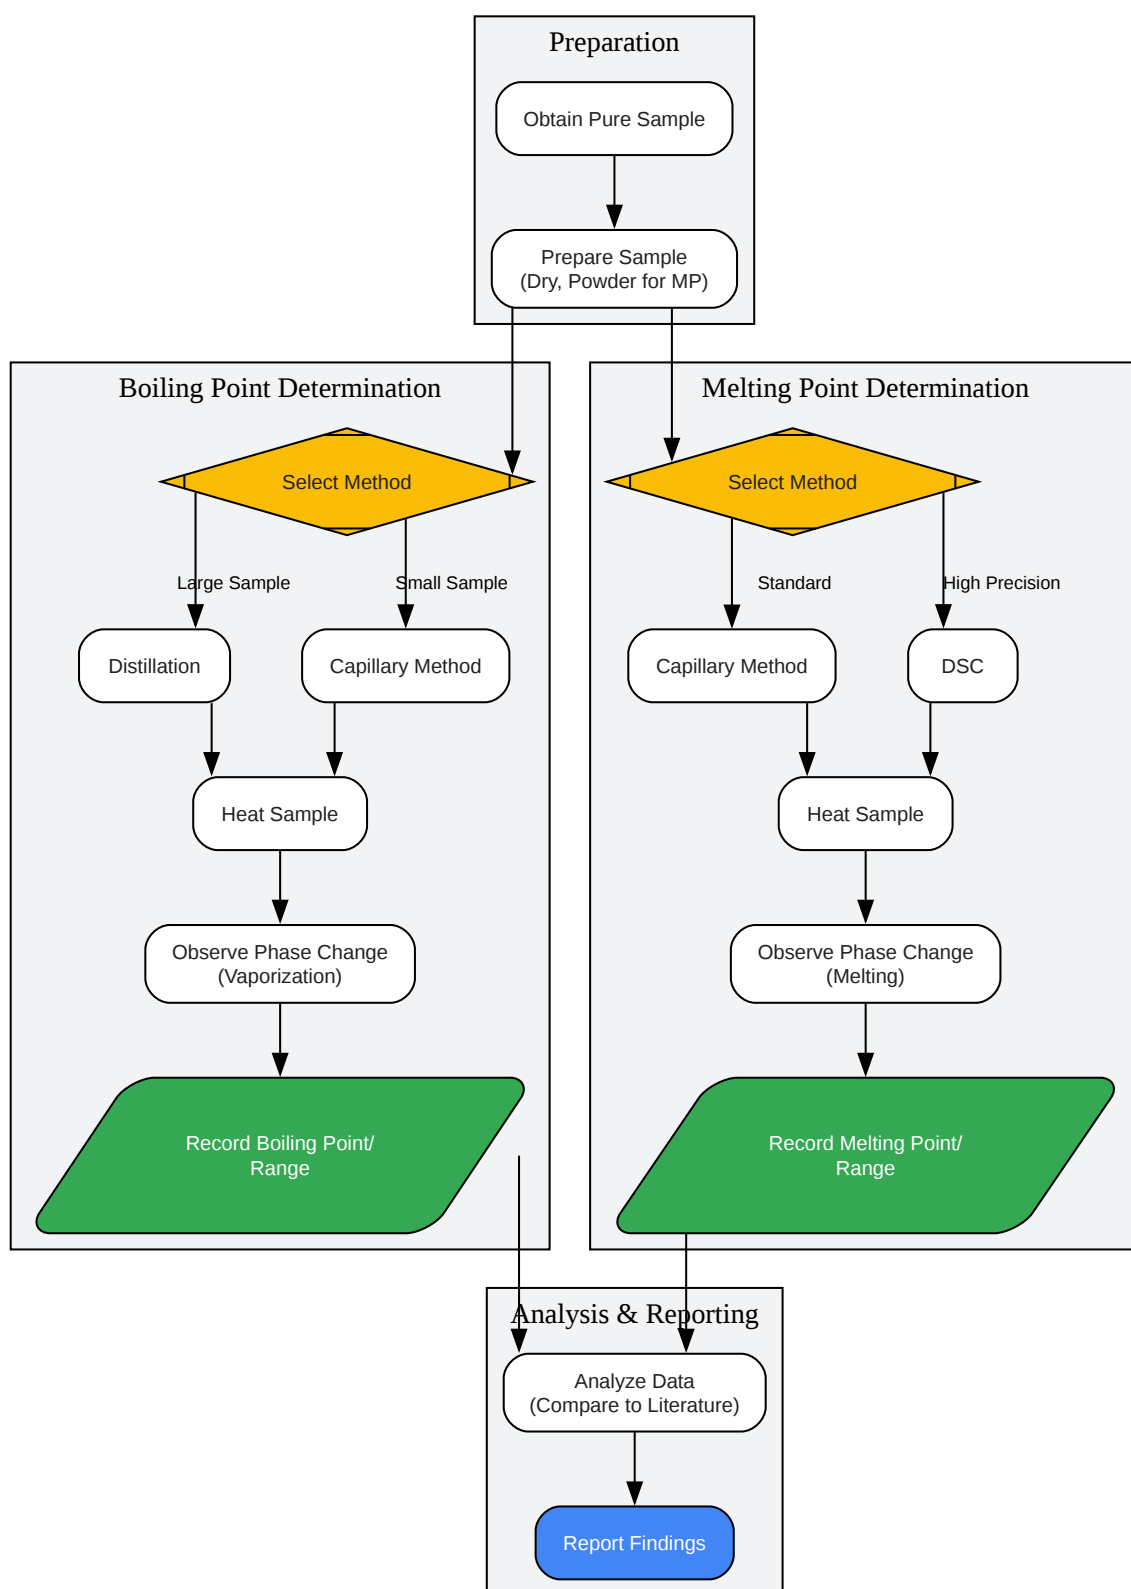 Preparation
Obtain Pure Sample
Prepare Sample
(Dry, Powder for MP)
Boiling Point Determination
Select Method
Large Sample
Small Sample
Distillation
Capillary Method
Heat Sample
Observe Phase Change
(Vaporization)
Record Boiling Point/
Range
Melting Point Determination
Select Method
Standard
High Precision
Capillary Method
DSC
Heat Sample
Observe Phase Change
(Melting)
Record Melting Point/
Range
Analysis & Reporting
Analyze Data
(Compare to Literature)
Report Findings